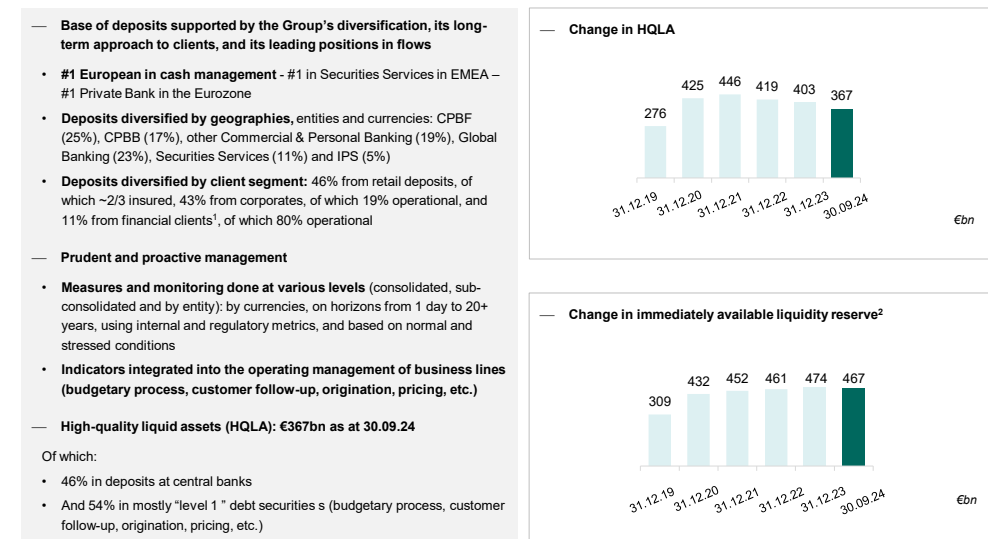 — Base of deposits supported by the Group’s diversification, its long-
term approach to clients, and its leading positions in flows
• #1 European in cash management - #1 in Securities Services in EMEA –
#1 Private Bank in the Eurozone
• Deposits diversified by geographies, entities and currencies: CPBF
(25%), CPBB (17%), other Commercial & Personal Banking (19%), Global
Banking (23%), Securities Services (11%) and IPS (5%)
• Deposits diversified by client segment: 46% from retail deposits, of
which ~2/3 insured, 43% from corporates, of which 19% operational, and
11% from financial clients¹, of which 80% operational
— Prudent and proactive management
• Measures and monitoring done at various levels (consolidated, sub-
consolidated and by entity): by currencies, on horizons from 1 day to 20+
years, using internal and regulatory metrics, and based on normal and
stressed conditions
• Indicators integrated into the operating management of business lines
(budgetary process, customer follow-up, origination, pricing, etc.)
— High-quality liquid assets (HQLA): €367bn as at 30.09.24
Of which:
• 46% in deposits at central banks
• And 54% in mostly “level 1 ” debt securities s (budgetary process, customer
follow-up, origination, pricing, etc.)
— Change in HQLA
276 425 446 419 403 367
31.12.19 31.12.20 31.12.21 31.12.22 31.12.23 30.09.24
€bn
— Change in immediately available liquidity reserve²
309 432 452 461 474 467
31.12.19 31.12.20 31.12.21 31.12.22 31.12.23 30.09.24
€bn